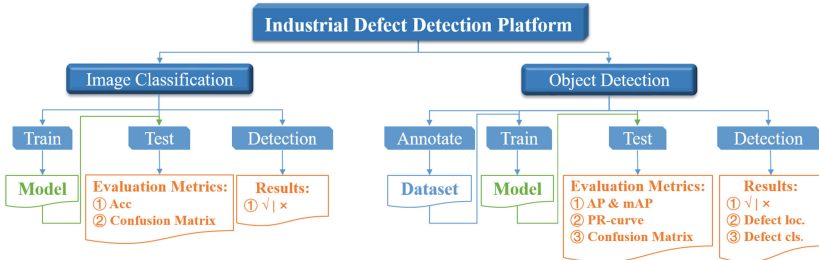 Industrial Defect Detection Platform
Image Classification
Object Detection
Train
Test
Detection
Annotate
Train
Test
Detection
Model
Evaluation Metrics:
① Acc
② Confusion Matrix
Results:
① √ | ×
Dataset
Model
Evaluation Metrics:
① AP & mAP
② PR-curve
③ Confusion Matrix
Results:
① √ | ×
② Defect loc.
③ Defect cls.